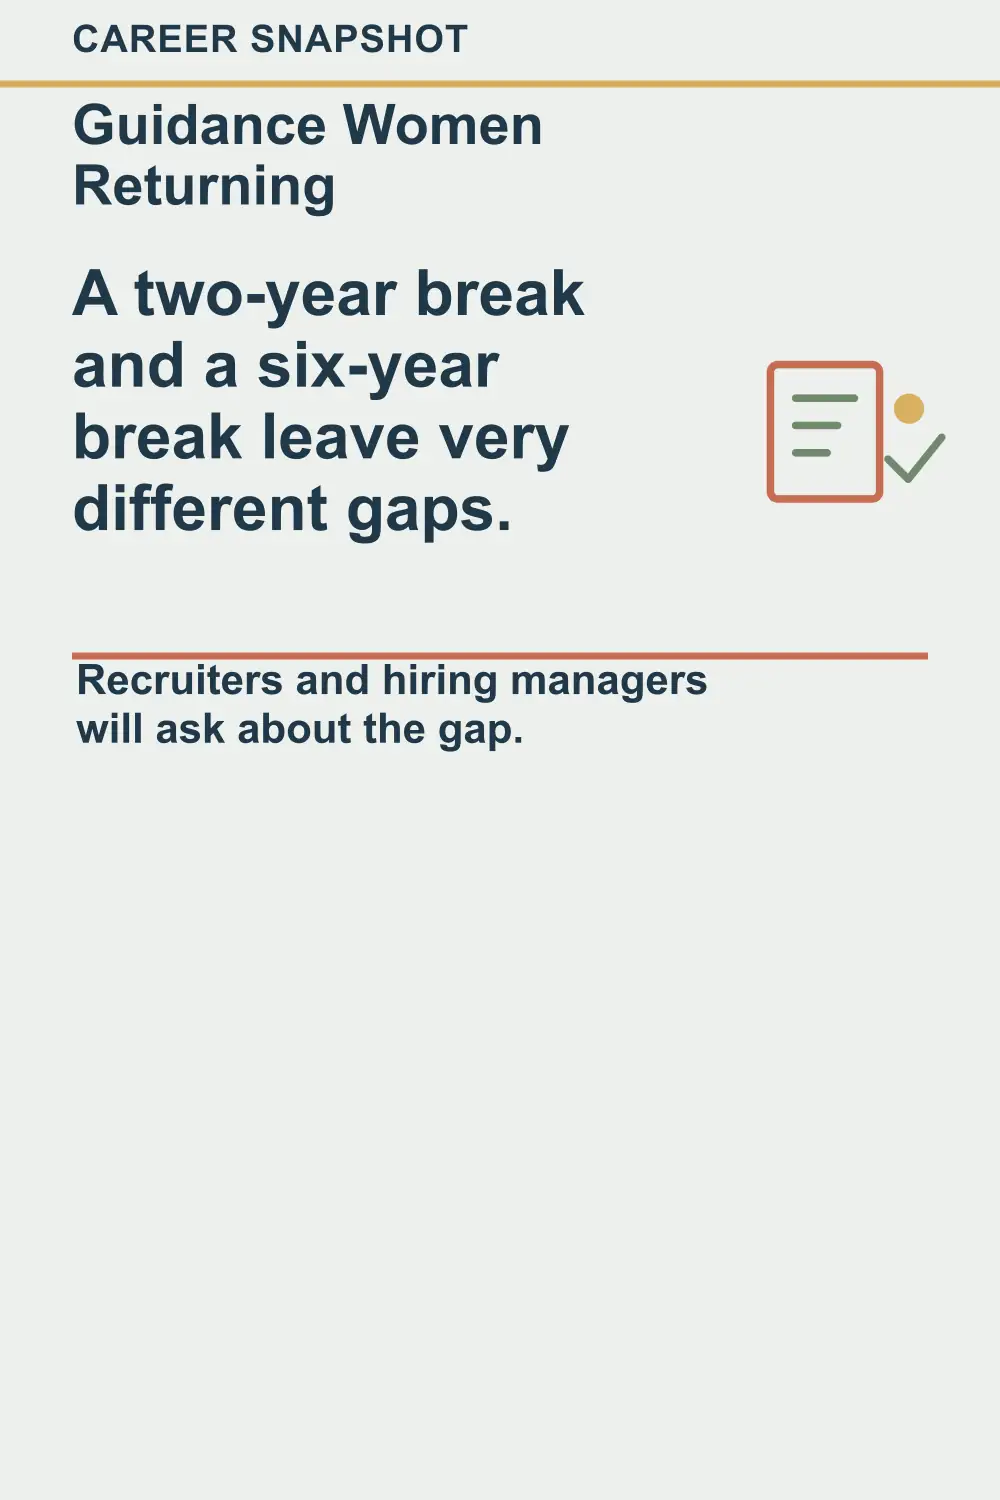 CAREER SNAPSHOT
Guidance Women
Returning
A two-year break
and a six-year
break leave very
different gaps.
Recruiters and hiring managers
will ask about the gap.